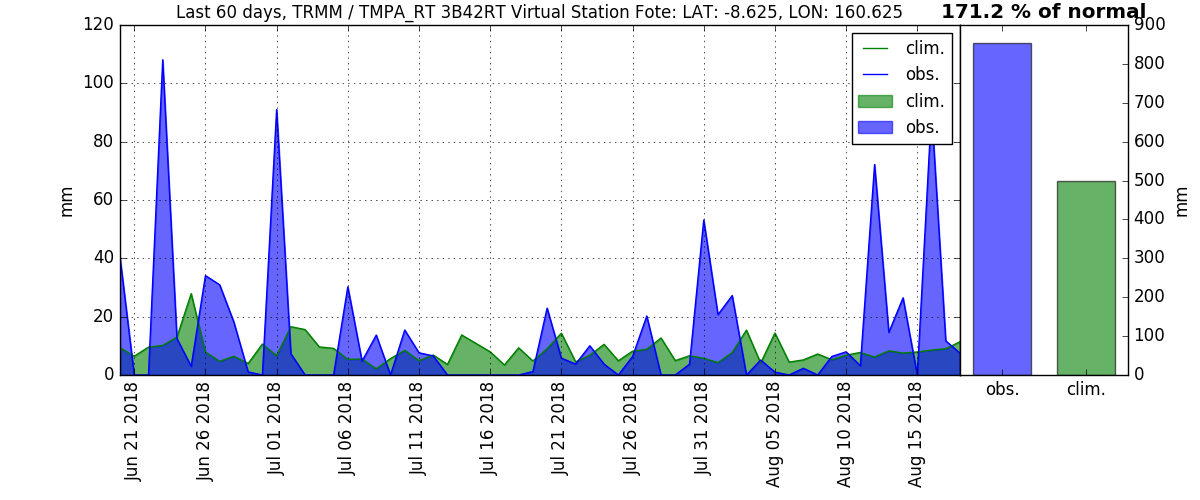 Last 60 days, TRMM / TMPA_RT 3B42RT Virtual Station Fote: LAT: -8.625, LON: 160.625
171.2 % of normal
120
100
80
60
40
20
0
mm
clim.
obs.
clim.
obs.
900
800
700
600
500
400
300
200
100
0
mm
obs.
clim.
Jun 21 2018
Jun 26 2018
Jul 01 2018
Jul 06 2018
Jul 11 2018
Jul 16 2018
Jul 21 2018
Jul 26 2018
Jul 31 2018
Aug 05 2018
Aug 10 2018
Aug 15 2018